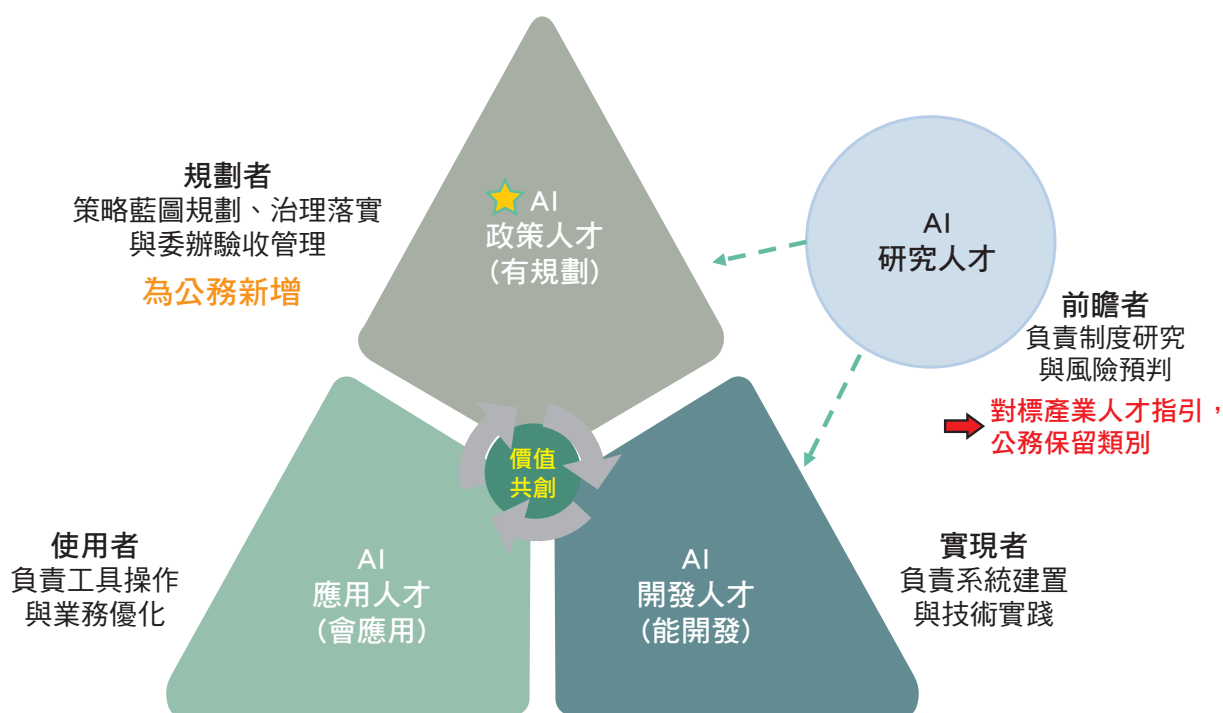 規劃者
策略藍圖規劃、治理落實
與委辦驗收管理
為公務新增
AI
政策人才
(有規劃)
AI
研究人才
前瞻者
負責制度研究
與風險預判
對標產業人才指引，
公務保留類別
價值
共創
使用者
負責工具操作
與業務優化
AI
應用人才
(會應用)
AI
開發人才
(能開發)
實現者
負責系統建置
與技術實踐